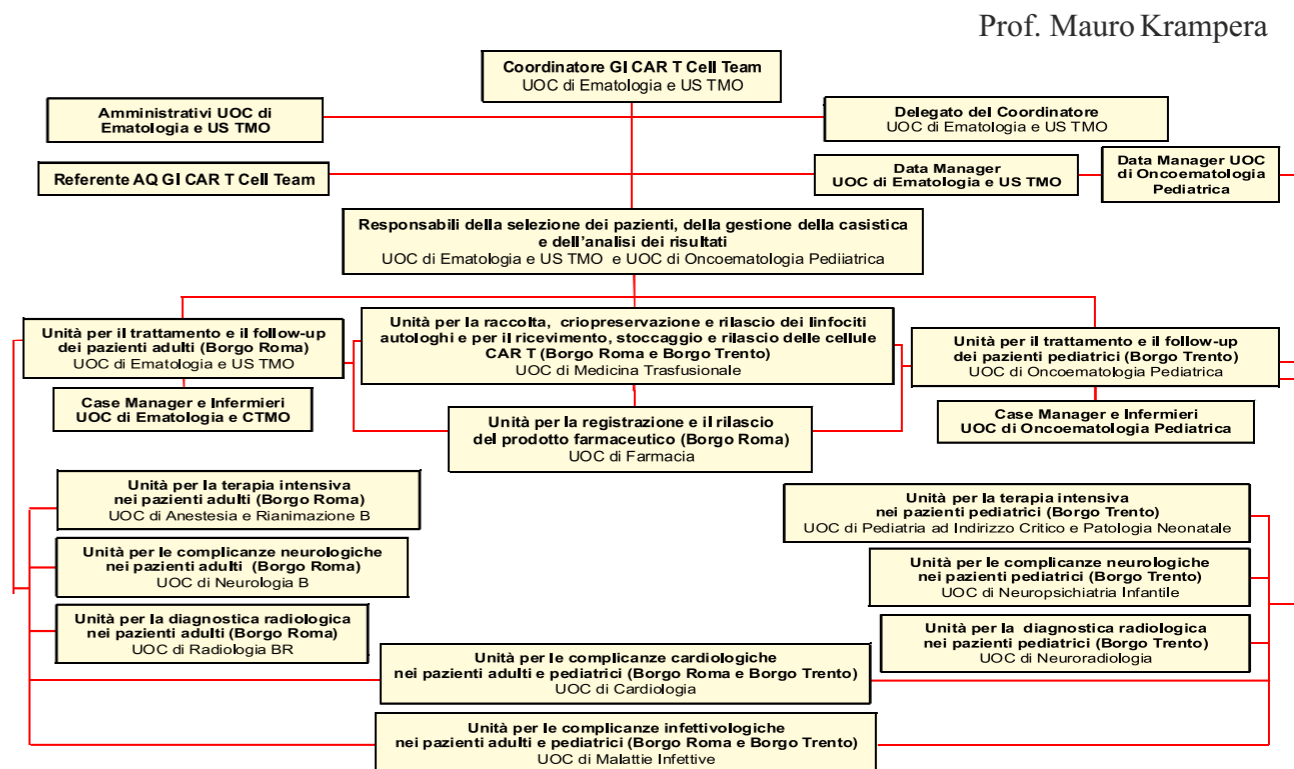 Prof. Mauro Krampera
Coordinatore GI CAR T Cell Team
UOC di Ematologia e US TMO
Amministrativi UOC di
Ematologia e US TMO
Delegato del Coordinatore
UOC di Ematologia e US TMO
Referente AQ GI CAR T Cell Team
Data Manager
UOC di Ematologia e US TMO
Data Manager UOC
di Oncoematologia
Pediatrica
Responsabili della selezione dei pazienti, della gestione della casistica
e dell'analisi dei risultati
UOC di Ematologia e US TMO e UOC di Oncoematologia Pediiatrica
Unità per il trattamento e il follow-up
dei pazienti adulti (Borgo Roma)
UOC di Ematologia e US TMO
Unità per la raccolta, criopreservazione e rilascio dei linfociti
autologhi e per il ricevimento, stoccaggio e rilascio delle cellule
CAR T (Borgo Roma e Borgo Trento)
UOC di Medicina Trasfusionale
Unità per il trattamento e il follow-up
dei pazienti pediatrici (Borgo Trento)
UOC di Oncoematologia Pediatrica
Case Manager e Infermieri
UOC di Ematologia e CTMO
Unità per la registrazione e il rilascio
del prodotto farmaceutico (Borgo Roma)
UOC di Farmacia
Case Manager e Infermieri
UOC di Oncoematologia Pediatrica
Unità per la terapia intensiva
nei pazienti adulti (Borgo Roma)
UOC di Anestesia e Rianimazione B
Unità per la terapia intensiva
nei pazienti pediatrici (Borgo Trento)
UOC di Pediatria ad Indirizzo Critico e Patologia Neonatale
Unità per le complicanze neurologiche
nei pazienti adulti (Borgo Roma)
UOC di Neurologia B
Unità per le complicanze neurologiche
nei pazienti pediatrici (Borgo Trento)
UOC di Neuropsichiatria Infantile
Unità per la diagnostica radiologica
nei pazienti adulti (Borgo Roma)
UOC di Radiologia BR
Unità per la diagnostica radiologica
nei pazienti pediatrici (Borgo Trento)
UOC di Neuroradiologia
Unità per le complicanze cardiologiche
nei pazienti adulti e pediatrici (Borgo Roma e Borgo Trento)
UOC di Cardiologia
Unità per le complicanze infettivologiche
nei pazienti adulti e pediatrici (Borgo Roma e Borgo Trento)
UOC di Malattie Infettive